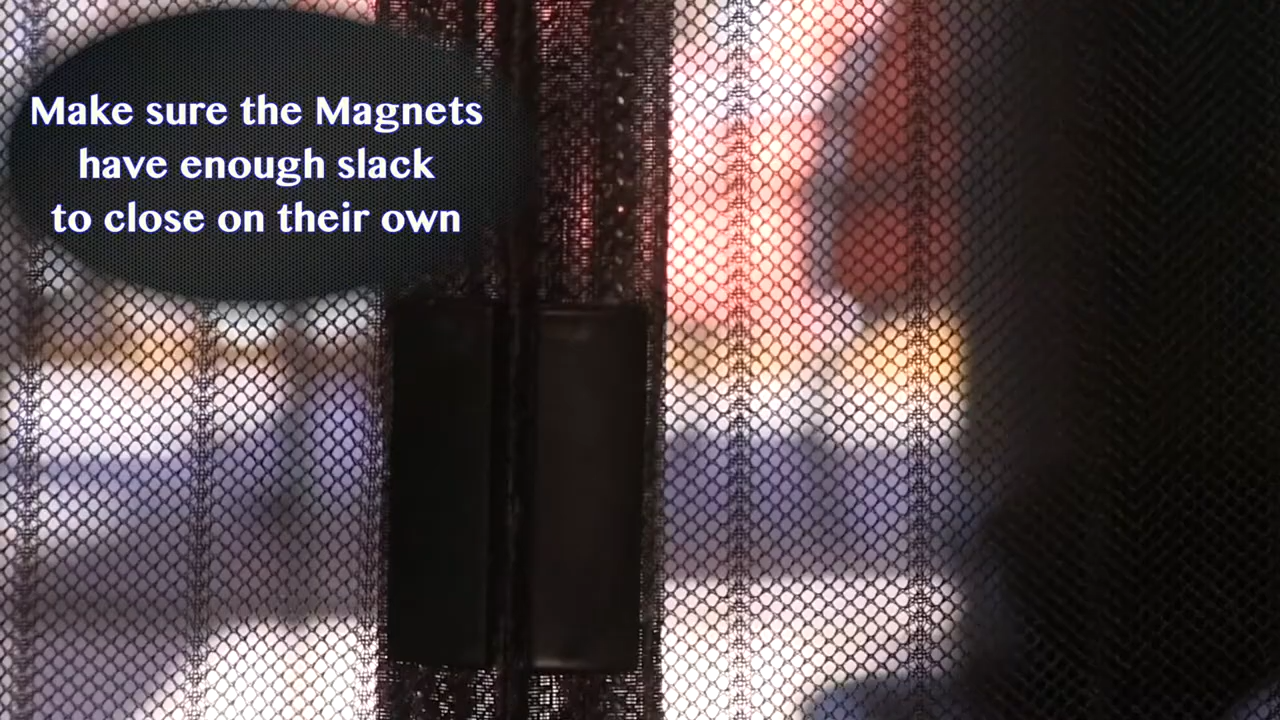 Make sure the Magnets
have enough slack
to close on their own